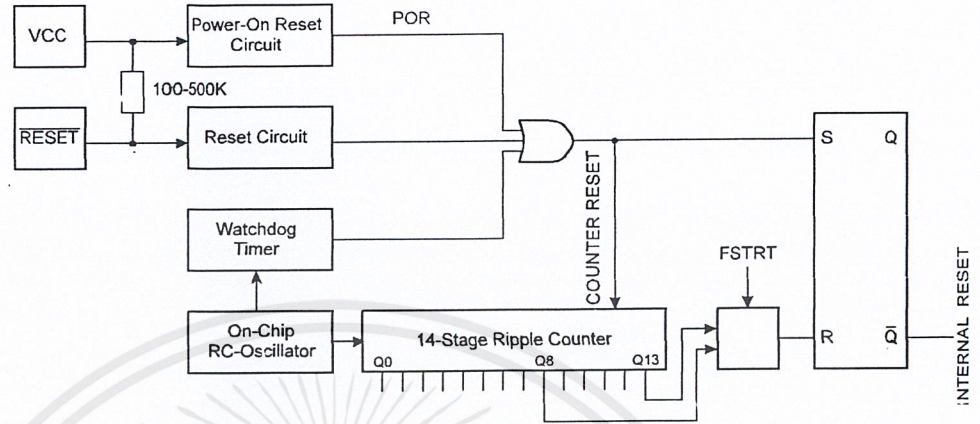 POR
VCC
Power-On Reset
Circuit
100-500K
RESET
Reset Circuit
S
Q
COUNTER RESET
Watchdog
Timer
FSTRT
On-Chip
RC-Oscillator
14-Stage Ripple Counter
Q0
Q8
Q13
R
Q̅
INTERNAL RESET